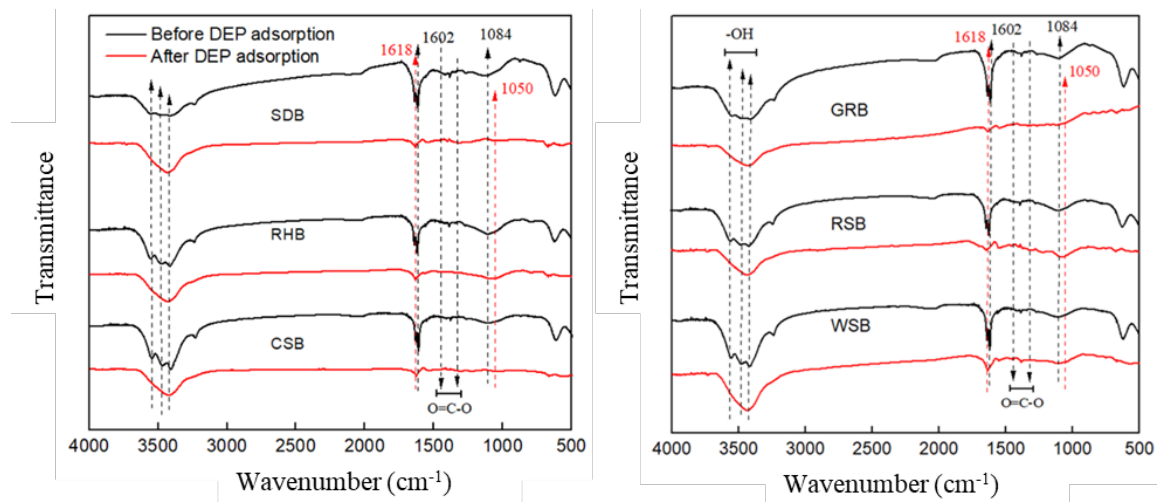 Before DEP adsorption
After DEP adsorption
1618
1602
1084
1050
SDB
RHB
CSB
O=C-O
Transmittance
4000 3500 3000 2500 2000 1500 1000 500
Wavenumber (cm⁻¹)
-OH
1618
1602
1084
1050
GRB
RSB
WSB
O=C-O
Transmittance
4000 3500 3000 2500 2000 1500 1000 500
Wavenumber (cm⁻¹)